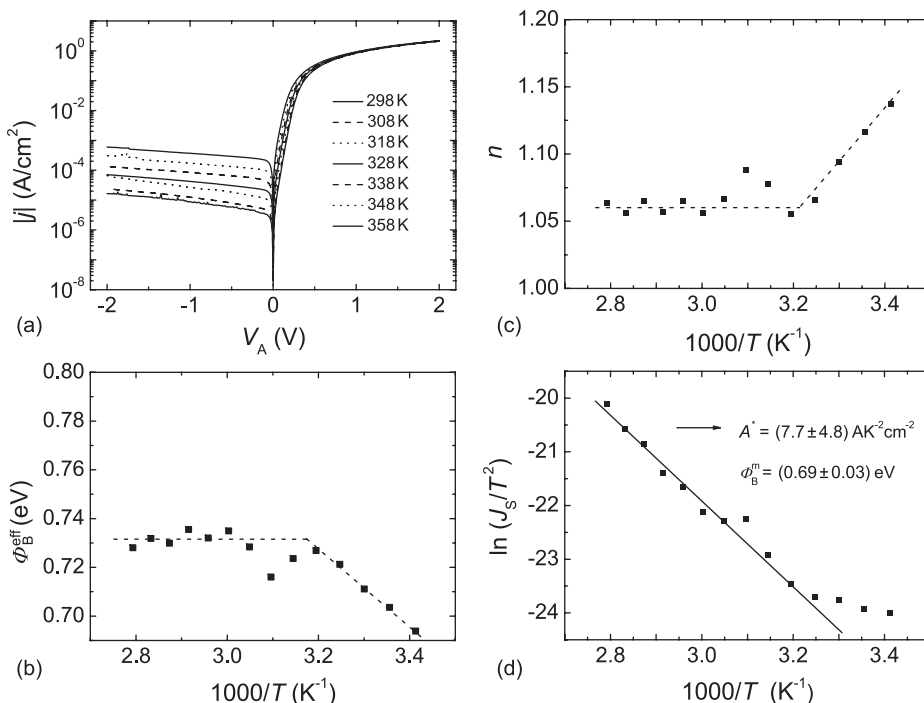 10^0
10^-2
10^-4
10^-6
10^-8
|j| (A/cm^2)
298 K
308 K
318 K
328 K
338 K
348 K
358 K
-2 -1 0 1 2
V_A (V)
(a)
1.20
1.15
1.10
1.05
1.00
n
2.8 3.0 3.2 3.4
1000/T (K^-1)
(c)
0.80
0.78
0.76
0.74
0.72
0.70
Φ_B^eff (eV)
2.8 3.0 3.2 3.4
1000/T (K^-1)
(b)
-20
-21
-22
-23
-24
ln (J_S/T^2)
A^* = (7.7±4.8) AK^-2cm^-2
Φ_B^m = (0.69±0.03) eV
2.8 3.0 3.2 3.4
1000/T (K^-1)
(d)